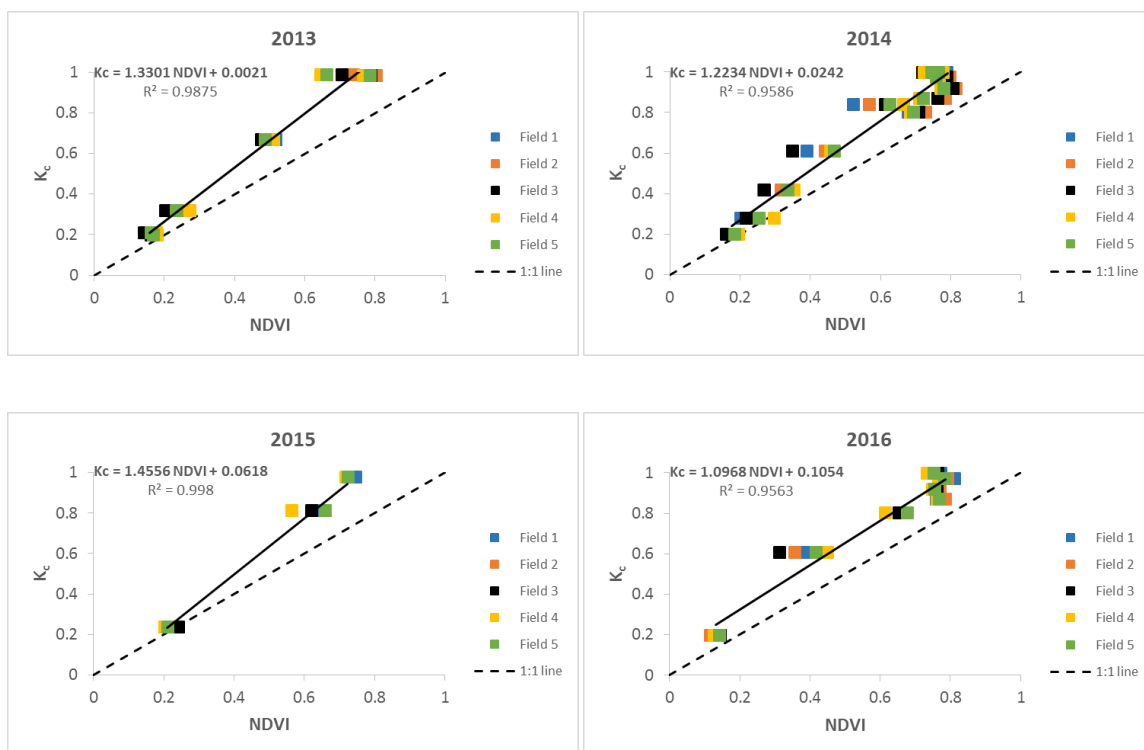 2013
Kc = 1.3301 NDVI + 0.0021
R² = 0.9875
1
0.8
0.6
0.4
0.2
0
Kc
0
0.2
0.4
0.6
0.8
1
NDVI
Field 1
Field 2
Field 3
Field 4
Field 5
1:1 line
2014
Kc = 1.2234 NDVI + 0.0242
R² = 0.9586
1
0.8
0.6
0.4
0.2
0
Kc
0
0.2
0.4
0.6
0.8
1
NDVI
Field 1
Field 2
Field 3
Field 4
Field 5
1:1 line
2015
Kc = 1.4556 NDVI + 0.0618
R² = 0.998
1
0.8
0.6
0.4
0.2
0
Kc
0
0.2
0.4
0.6
0.8
1
NDVI
Field 1
Field 2
Field 3
Field 4
Field 5
1:1 line
2016
Kc = 1.0968 NDVI + 0.1054
R² = 0.9563
1
0.8
0.6
0.4
0.2
0
Kc
0
0.2
0.4
0.6
0.8
1
NDVI
Field 1
Field 2
Field 3
Field 4
Field 5
1:1 line